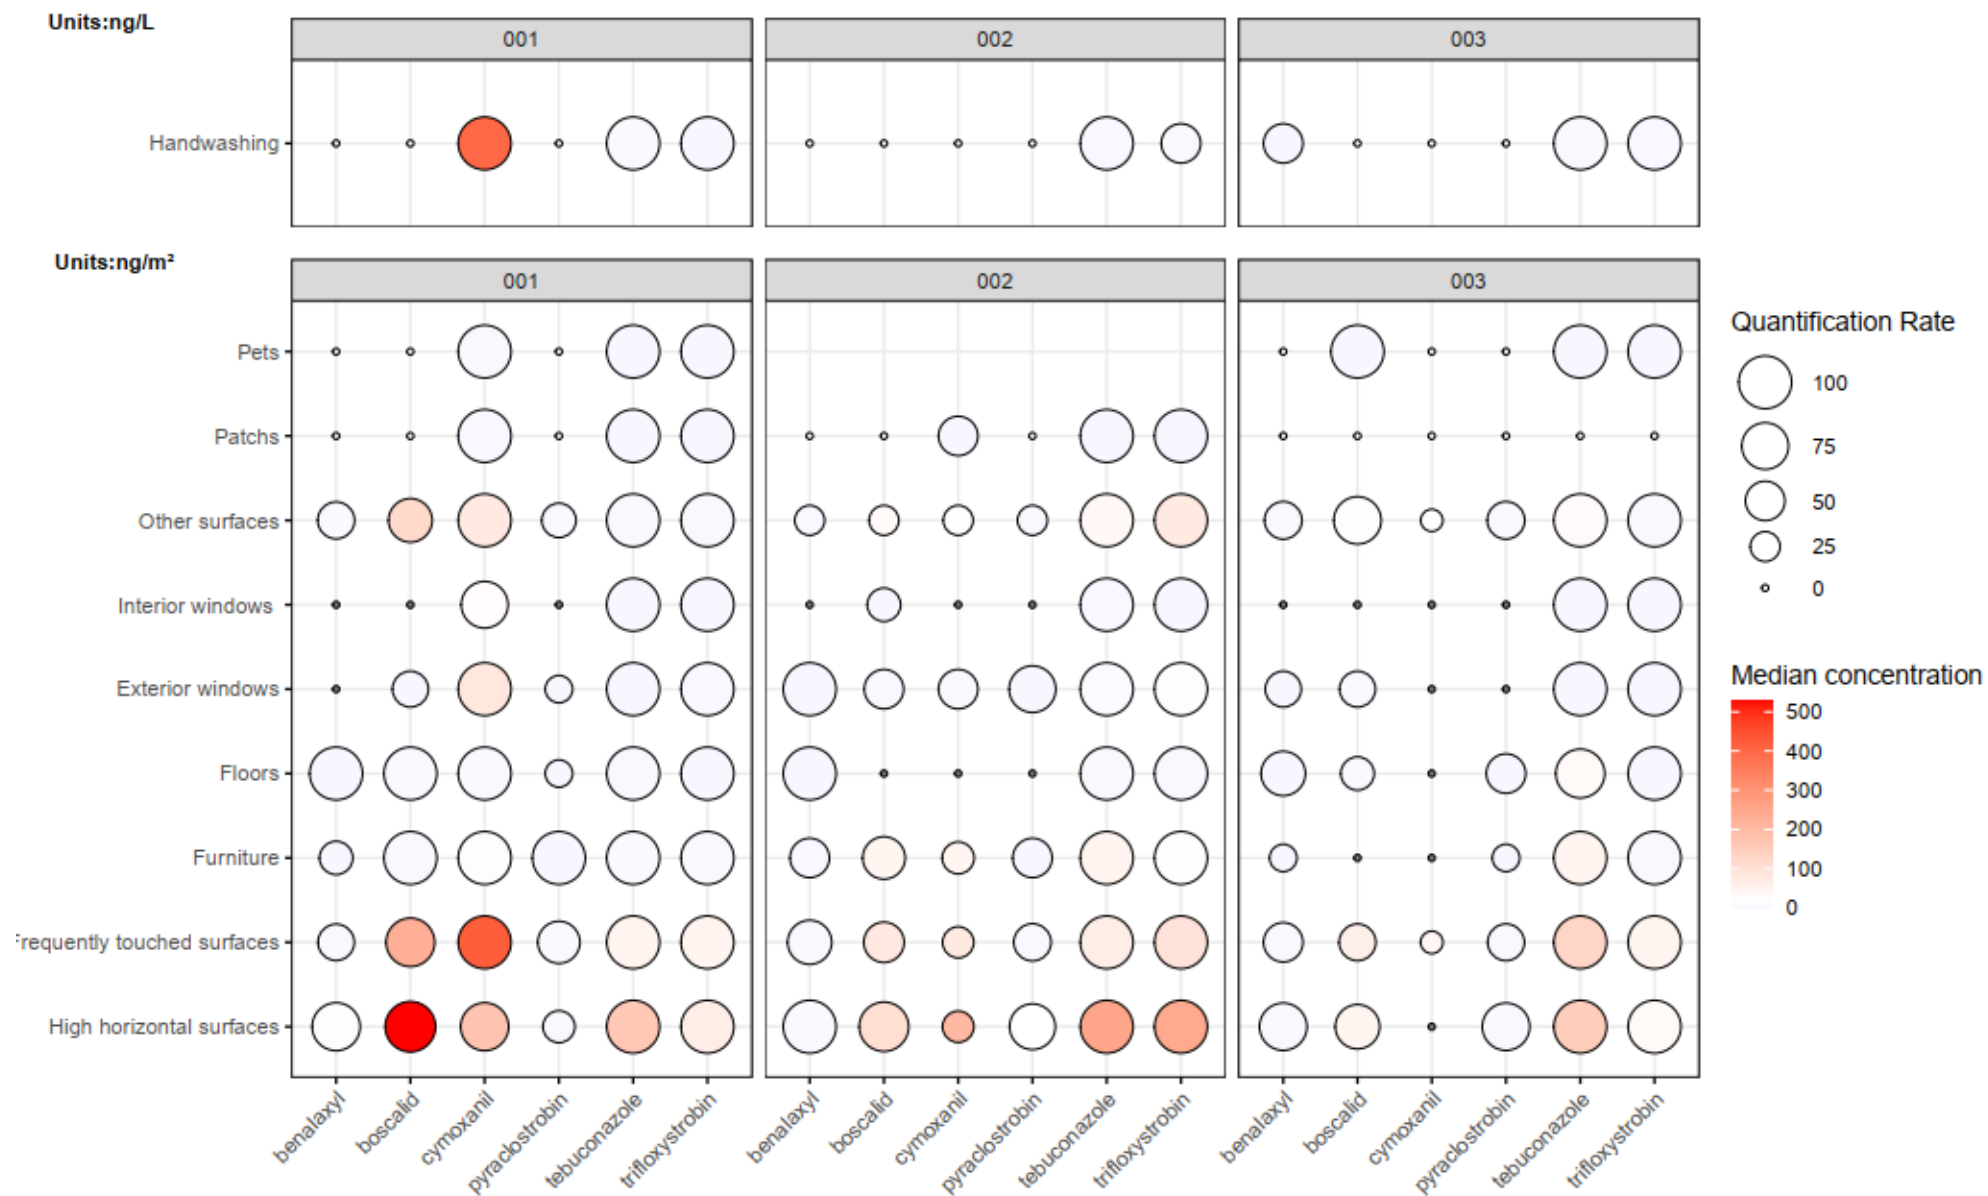 Units:ng/L
001 002 003
Handwashing
Units:ng/m²
001 002 003
Pets
Patchs
Other surfaces
Interior windows
Exterior windows
Floors
Furniture
requently touched surfaces
High horizontal surfaces
benalaxyl boscalid cymoxanil pyraclostrobin tebuconazole trifloxystrobin benalaxyl boscalid cymoxanil pyraclostrobin tebuconazole trifloxystrobin benalaxyl boscalid cymoxanil pyraclostrobin tebuconazole trifloxystrobin
Quantification Rate
100
75
50
25
0
Median concentration
500
400
300
200
100
0